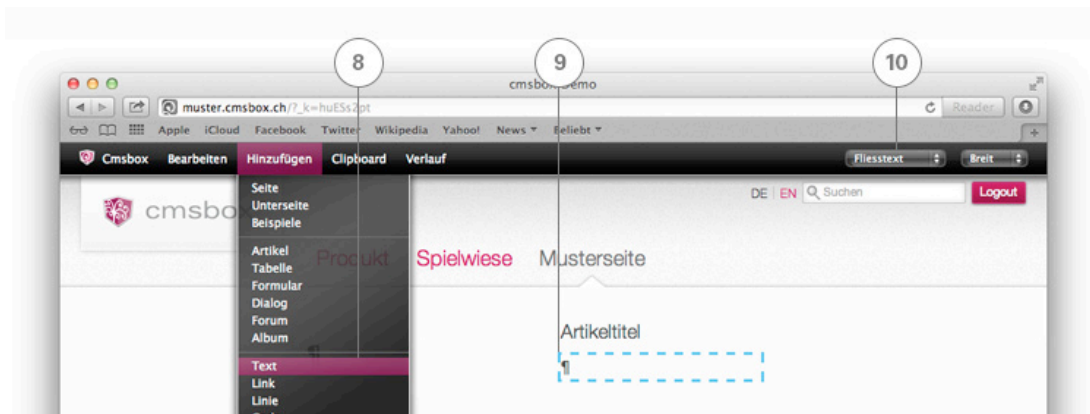 8 9 10
cmsbox Demo
muster.cmsbox.ch/?_k=huESs2pt Reader
Apple iCloud Facebook Twitter Wikipedia Yahoo! News Beliebt
Cmsbox Bearbeiten Hinzufügen Clipboard Verlauf Fliesstext Breit
Seite
Unterseite
Beispiele
cmsbo DE EN Suchen Logout
Artikel
Tabelle
Formular
Dialog
Forum
Album
Produkt Spielwiese Musterseite
Artikeltitel
¶
¶
Text
Link
Linie